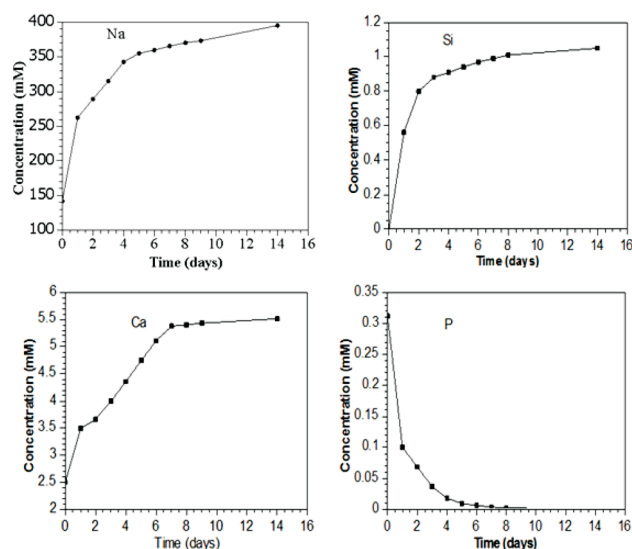 Na
400
350
300
250
200
150
100
0 2 4 6 8 10 12 14 16
Concentration (mM)
Time (days)
Si
1.2
1
0.8
0.6
0.4
0.2
0
0 2 4 6 8 10 12 14 16
Concentration (mM)
Time (days)
Ca
6
5.5
5
4.5
4
3.5
3
2.5
2
0 2 4 6 8 10 12 14 16
Concentration (mM)
Time (days)
P
0.35
0.3
0.25
0.2
0.15
0.1
0.05
0
0 2 4 6 8 10 12 14 16
Concentration (mM)
Time (days)